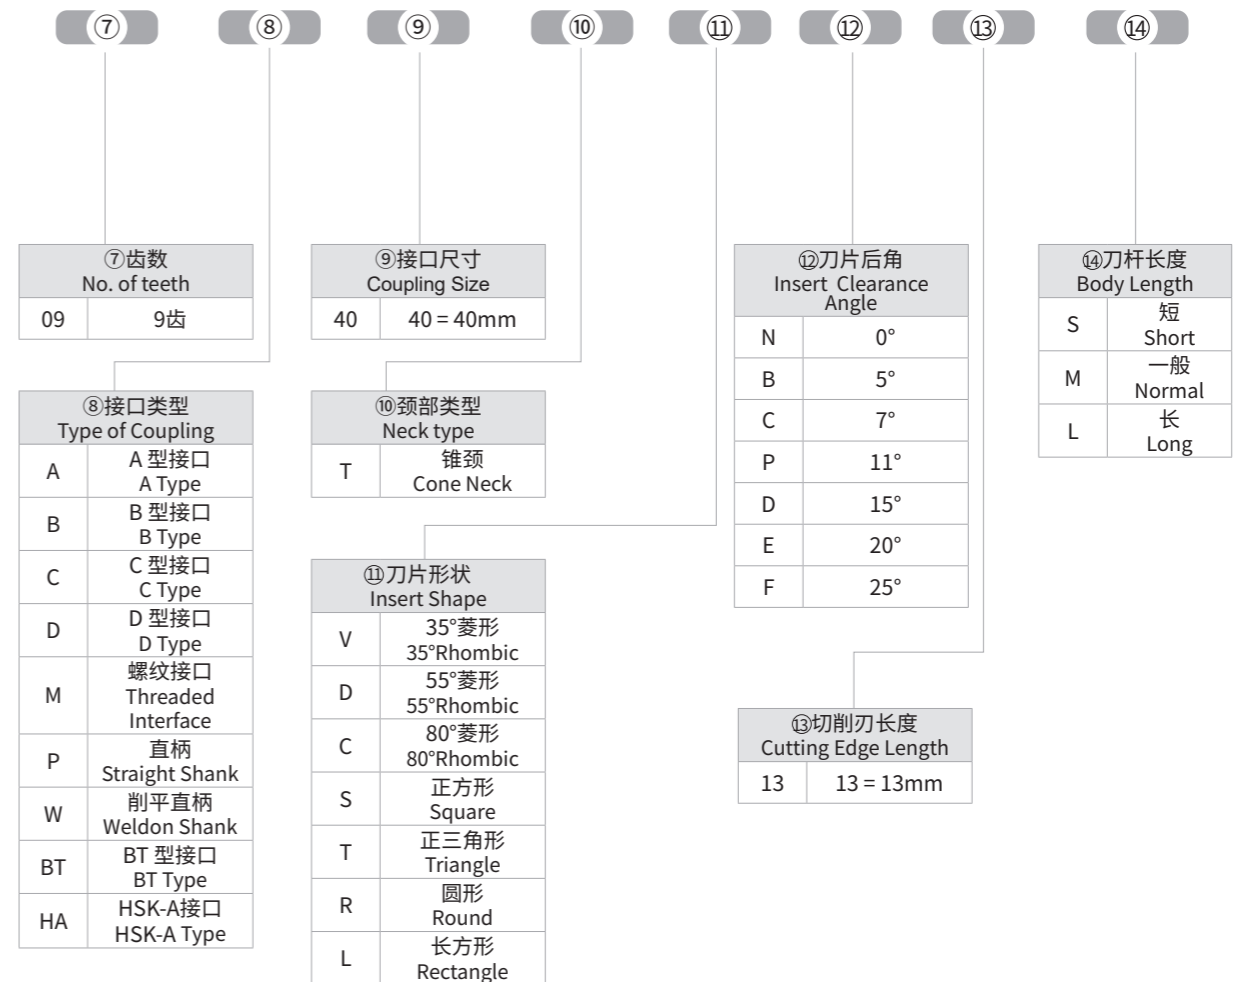 ⑦ ⑧ ⑨ ⑩ ⑪ ⑫ ⑬ ⑭
⑦齿数
No. of teeth
09 9齿
⑧接口类型
Type of Coupling
A A 型接口
A Type
B B 型接口
B Type
C C 型接口
C Type
D D 型接口
D Type
M 螺纹接口
Threaded
Interface
P 直柄
Straight Shank
W 削平直柄
Weldon Shank
BT BT 型接口
BT Type
HA HSK-A接口
HSK-A Type
⑨接口尺寸
Coupling Size
40 40 = 40mm
⑩颈部类型
Neck type
T 锥颈
Cone Neck
⑪刀片形状
Insert Shape
V 35°菱形
35°Rhombic
D 55°菱形
55°Rhombic
C 80°菱形
80°Rhombic
S 正方形
Square
T 正三角形
Triangle
R 圆形
Round
L 长方形
Rectangle
⑫刀片后角
Insert Clearance
Angle
N 0°
B 5°
C 7°
P 11°
D 15°
E 20°
F 25°
⑬切削刃长度
Cutting Edge Length
13 13 = 13mm
⑭刀杆长度
Body Length
S 短
Short
M 一般
Normal
L 长
Long